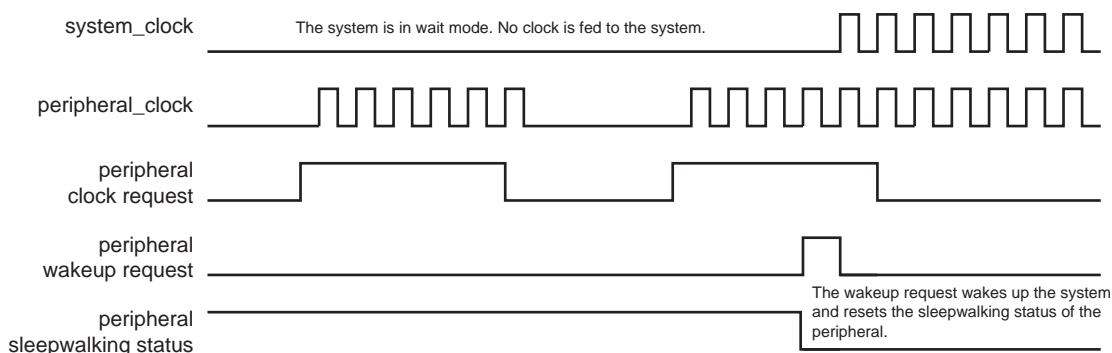 system_clock
The system is in wait mode. No clock is fed to the system.
peripheral_clock
peripheral
clock request
peripheral
wakeup request
The wakeup request wakes up the system
and resets the sleepwalking status of the
peripheral.
peripheral
sleepwalking status